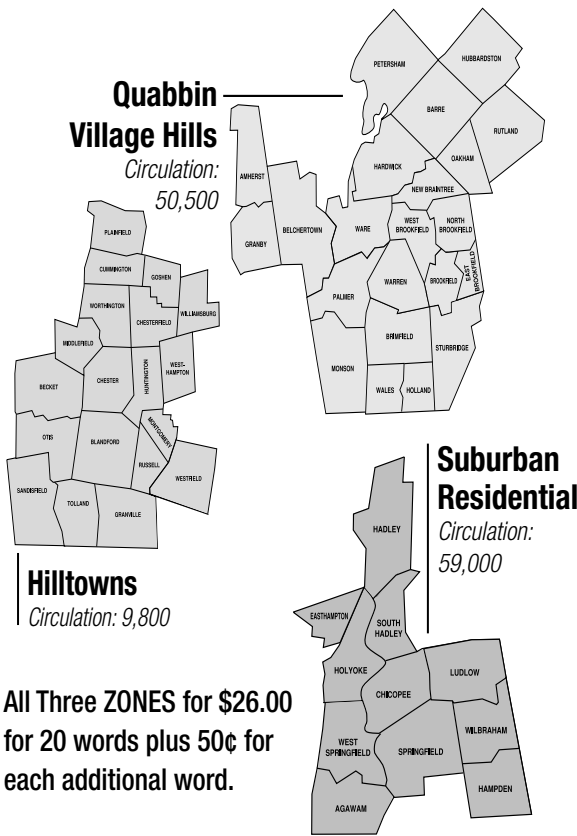 Quabbin
Village Hills
Circulation:
50,500
PETERSHAM
HUBBARDSTON
BARRE
RUTLAND
HARDWICK
OAKHAM
NEW BRAINTREE
AMHERST
GRANBY
BELCHERTOWN
WARE
WEST
BROOKFIELD
NORTH
BROOKFIELD
WARREN
BROOKFIELD
EAST
BROOKFIELD
PALMER
BRIMFIELD
STURBRIDGE
MONSON
WALES
HOLLAND
PLAINFIELD
CUMMINGTON
GOSHEN
WORTHINGTON
CHESTERFIELD
WILLIAMSBURG
MIDDLEFIELD
BECKET
CHESTER
HUNTINGTON
WEST-
HAMPTON
OTIS
BLANDFORD
MONTGOMERY
RUSSELL
WESTFIELD
SANDISFIELD
TOLLAND
GRANVILLE
Hilltowns
Circulation: 9,800
Suburban
Residential
Circulation:
59,000
HADLEY
EASTHAMPTON
SOUTH
HADLEY
HOLYOKE
CHICOPEE
LUDLOW
WEST
SPRINGFIELD
SPRINGFIELD
WILBRAHAM
HAMPDEN
AGAWAM
All Three ZONES for $26.00
for 20 words plus 50¢ for
each additional word.